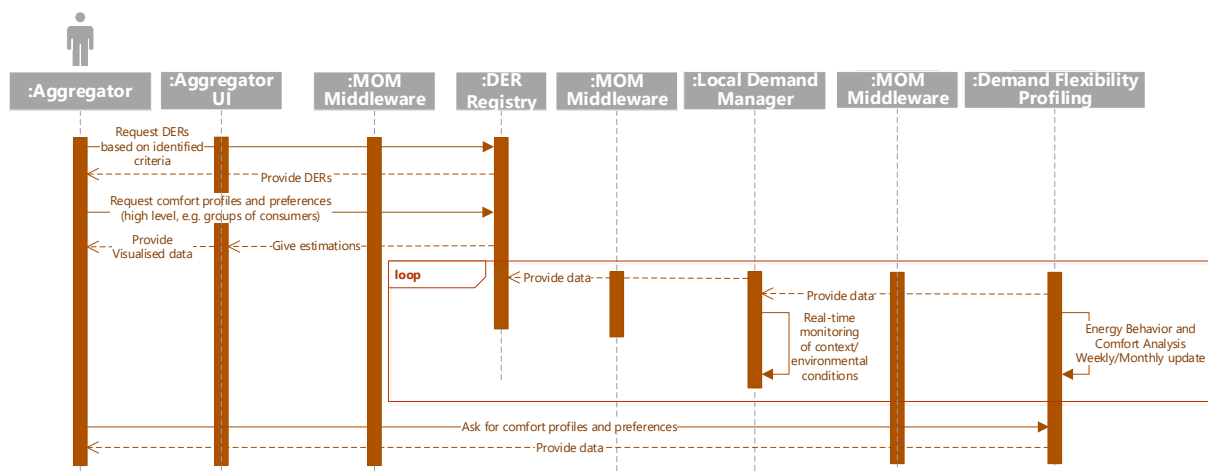 :Aggregator
:Aggregator
UI
:MOM
Middleware
:DER
Registry
:MOM
Middleware
:Local Demand
Manager
:MOM
Middleware
:Demand Flexibility
Profiling
Request DERs
based on identified
criteria
Provide DERs
Request comfort profiles and preferences
(high level, e.g. groups of consumers)
Provide
Visualised data
Give estimations
loop
Provide data
Provide data
Real-time
monitoring
of context/
environmental
conditions
Energy Behavior and
Comfort Analysis
Weekly/Monthly update
Ask for comfort profiles and preferences
Provide data